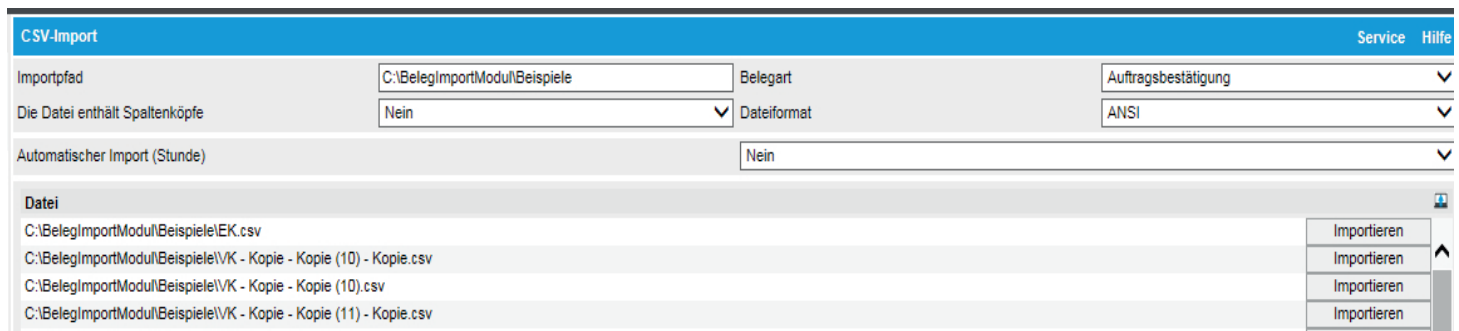 CSV-Import Service Hilfe
Importpfad C:\BelegImportModul\Beispiele Belegart Auftragsbestätigung
Die Datei enthält Spaltenköpfe Nein Dateiformat ANSI
Automatischer Import (Stunde) Nein
Datei
C:\BelegImportModul\Beispiele\EK.csv Importieren
C:\BelegImportModul\Beispiele\VK - Kopie - Kopie (10) - Kopie.csv Importieren
C:\BelegImportModul\Beispiele\VK - Kopie - Kopie (10).csv Importieren
C:\BelegImportModul\Beispiele\VK - Kopie - Kopie (11) - Kopie.csv Importieren